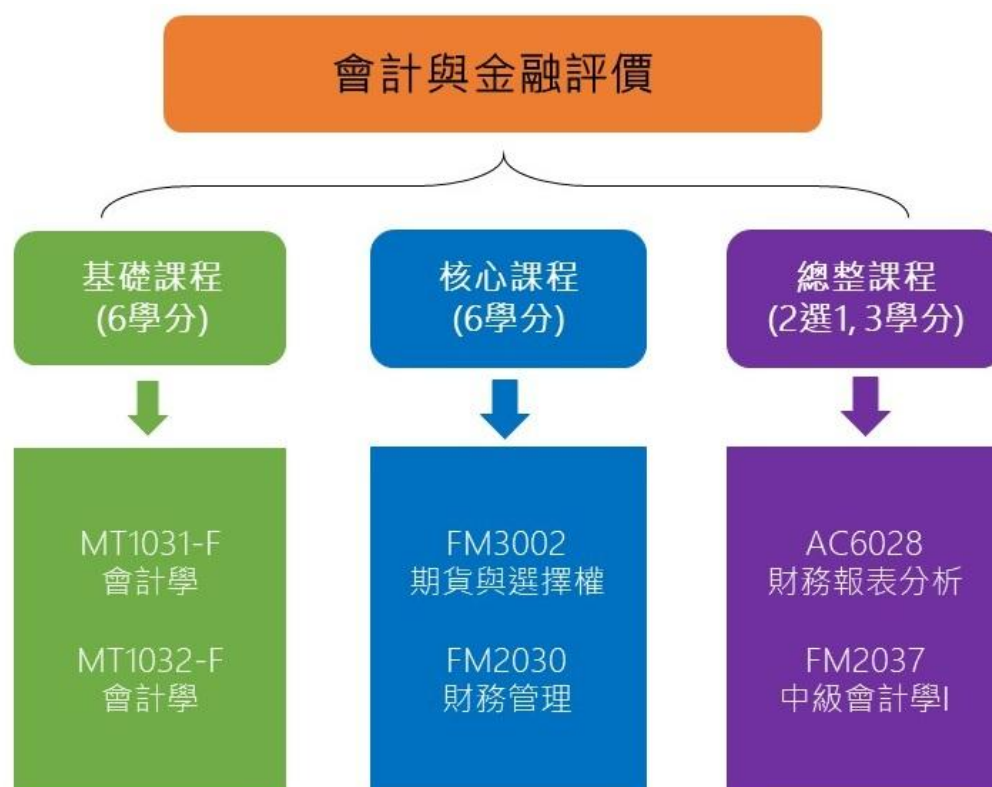 會計與金融評價
基礎課程
(6學分)
核心課程
(6學分)
總整課程
(2選1, 3學分)
MT1031-F
會計學
MT1032-F
會計學
FM3002
期貨與選擇權
FM2030
財務管理
AC6028
財務報表分析
FM2037
中級會計學I